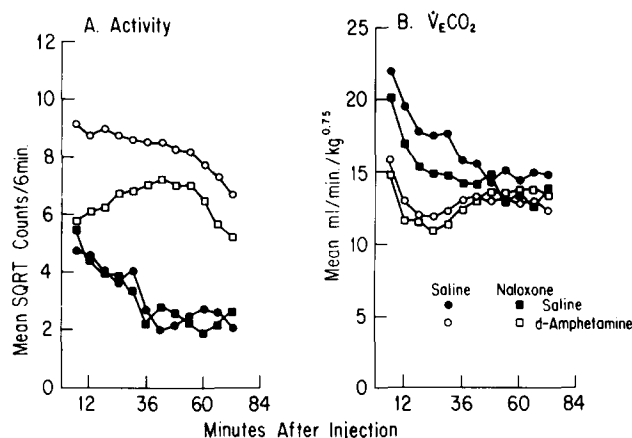 A. Activity
12
10
8
6
4
2
0
Mean SQRT Counts/6min.
12 36 60 84
B. V̇ECO2
25
20
15
10
5
0
Mean ml/min./kg0.75
Saline Naloxone
Saline
d-Amphetamine
12 36 60 84
Minutes After Injection